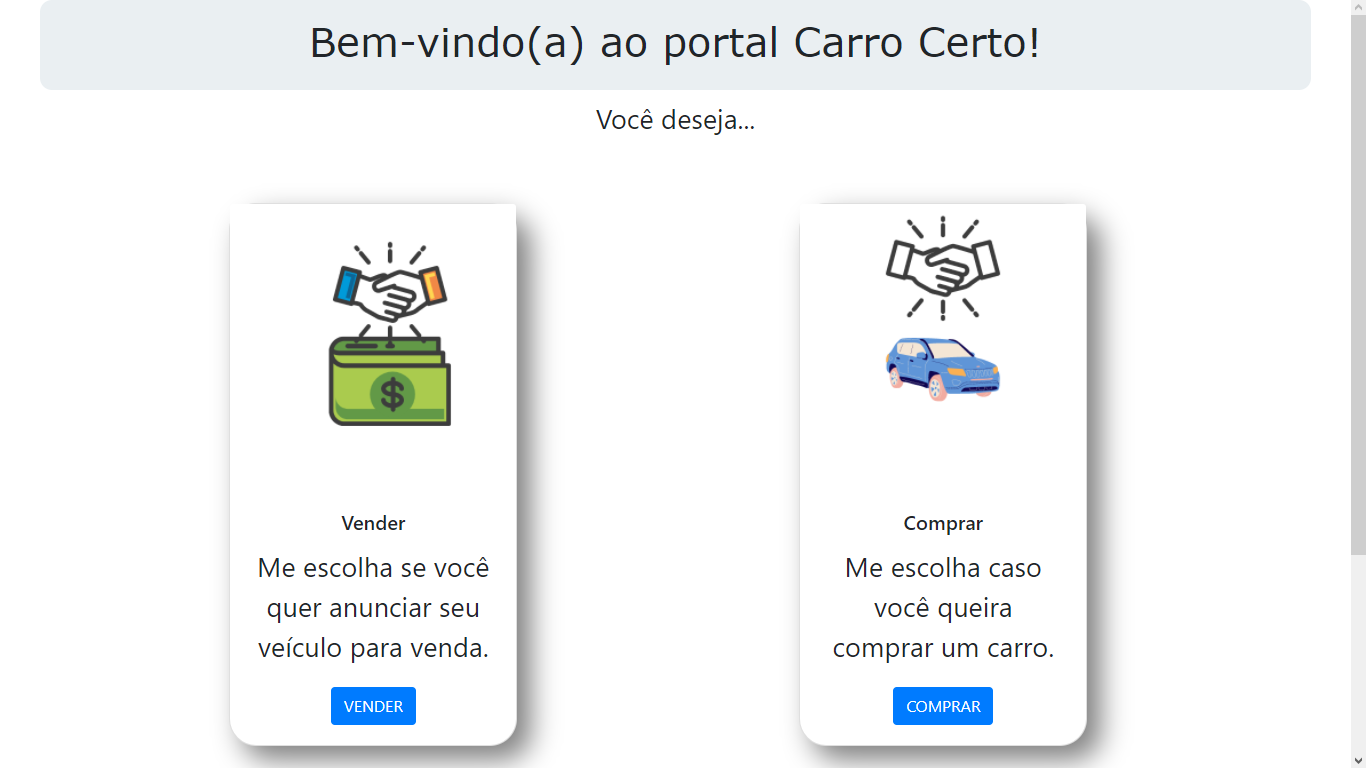 Bem-vindo(a) ao portal Carro Certo!
Você deseja...
$
Vender
Me escolha se você
quer anunciar seu
veículo para venda.
VENDER
Comprar
Me escolha caso
você queira
comprar um carro.
COMPRAR